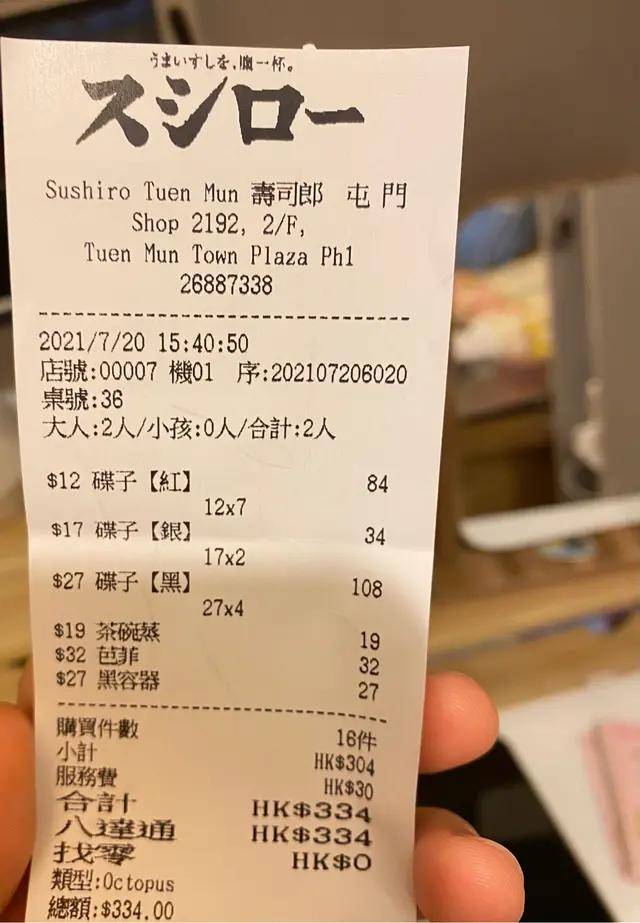 うまいすしを、腹一杯。
スシロー
Sushiro Tuen Mun 壽司郎 屯門
Shop 2192, 2/F,
Tuen Mun Town Plaza Ph1
26887338
2021/7/20 15:40:50
店號:00007 機01 序:202107206020
桌號:36
大人:2人/小孩:0人/合計:2人
$12 碟子【紅】 84
12x7
$17 碟子【銀】 34
17x2
$27 碟子【黑】 108
27x4
$19 茶碗蒸 19
$32 芭菲 32
$27 黑容器 27
購買件數 16件
小計 HK$304
服務費 HK$30
合計 HK$334
八達通 HK$334
找零 HK$0
類型:Octopus
總額:$334.00